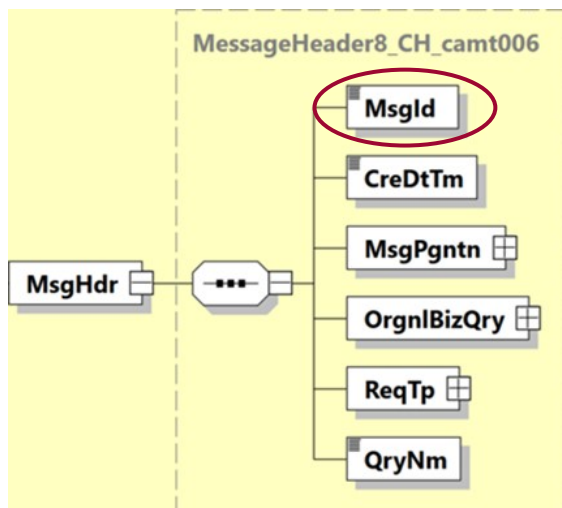 MessageHeader8_CH_camt006
MsgId
CreDtTm
MsgPgntn
MsgHdr
OrgnlBizQry
ReqTp
QryNm